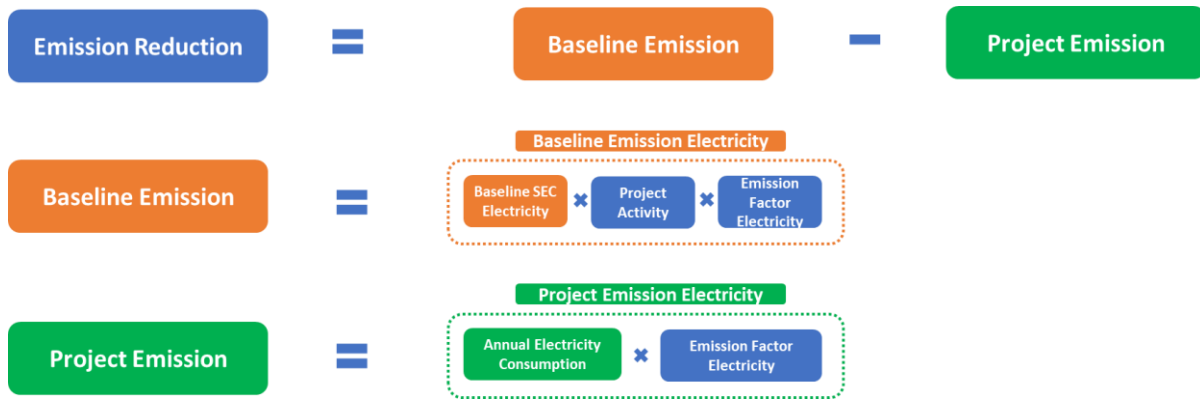 Emission Reduction = Baseline Emission - Project Emission
Baseline Emission Electricity
Baseline Emission = Baseline SEC
Electricity × Project
Activity × Emission
Factor
Electricity
Project Emission Electricity
Project Emission = Annual Electricity
Consumption × Emission Factor
Electricity